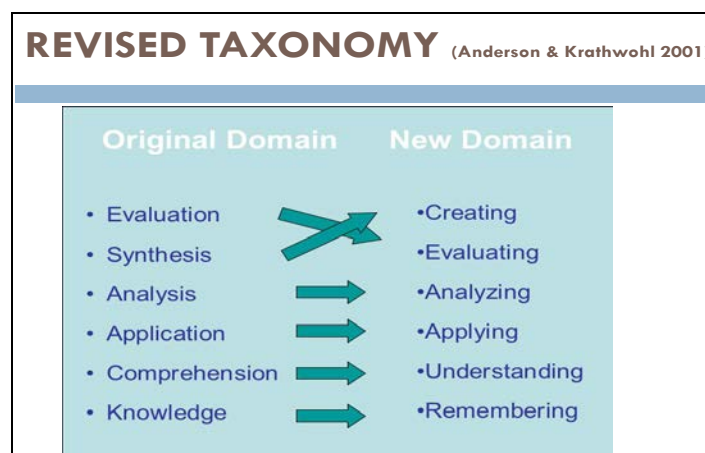 REVISED TAXONOMY (Anderson & Krathwohl 2001)
Original Domain New Domain
• Evaluation •Creating
• Synthesis •Evaluating
• Analysis •Analyzing
• Application •Applying
• Comprehension •Understanding
• Knowledge •Remembering